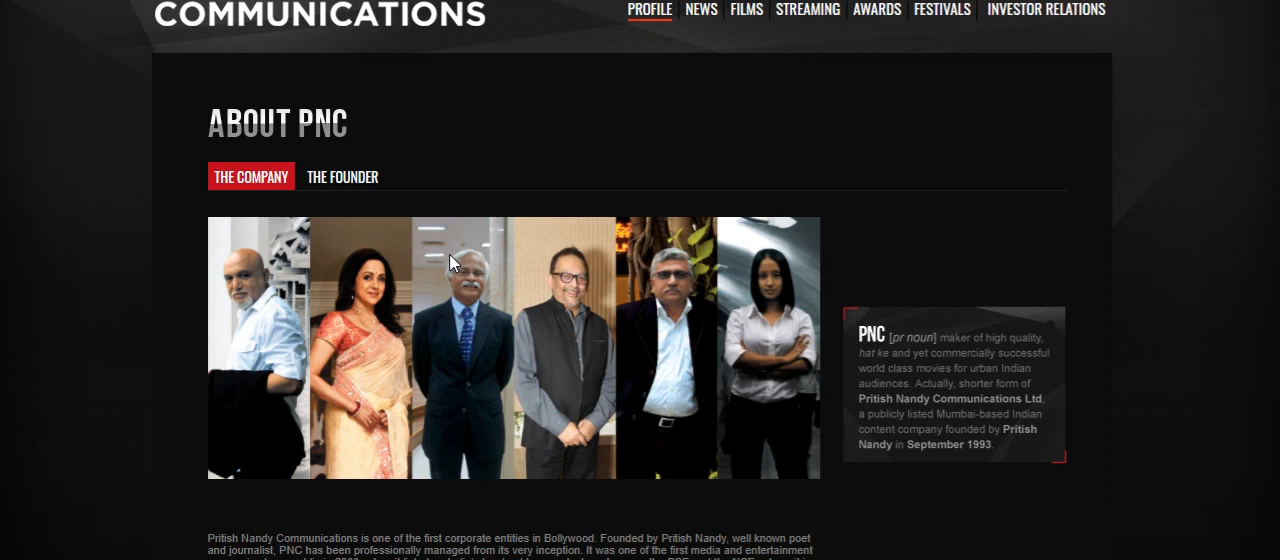 COMMUNICATIONS
PROFILE NEWS FILMS STREAMING AWARDS FESTIVALS INVESTOR RELATIONS
ABOUT PNC
THE COMPANY THE FOUNDER
PNC [pr noun] maker of high quality,
hat ke and yet commercially successful
world class movies for urban Indian
audiences. Actually, shorter form of
Pritish Nandy Communications Ltd,
a publicly listed Mumbai-based Indian
content company founded by Pritish
Nandy in September 1993.
Pritish Nandy Communications is one of the first corporate entities in Bollywood. Founded by Pritish Nandy, well known poet
and journalist, PNC has been professionally managed from its very inception. It was one of the first media and entertainment